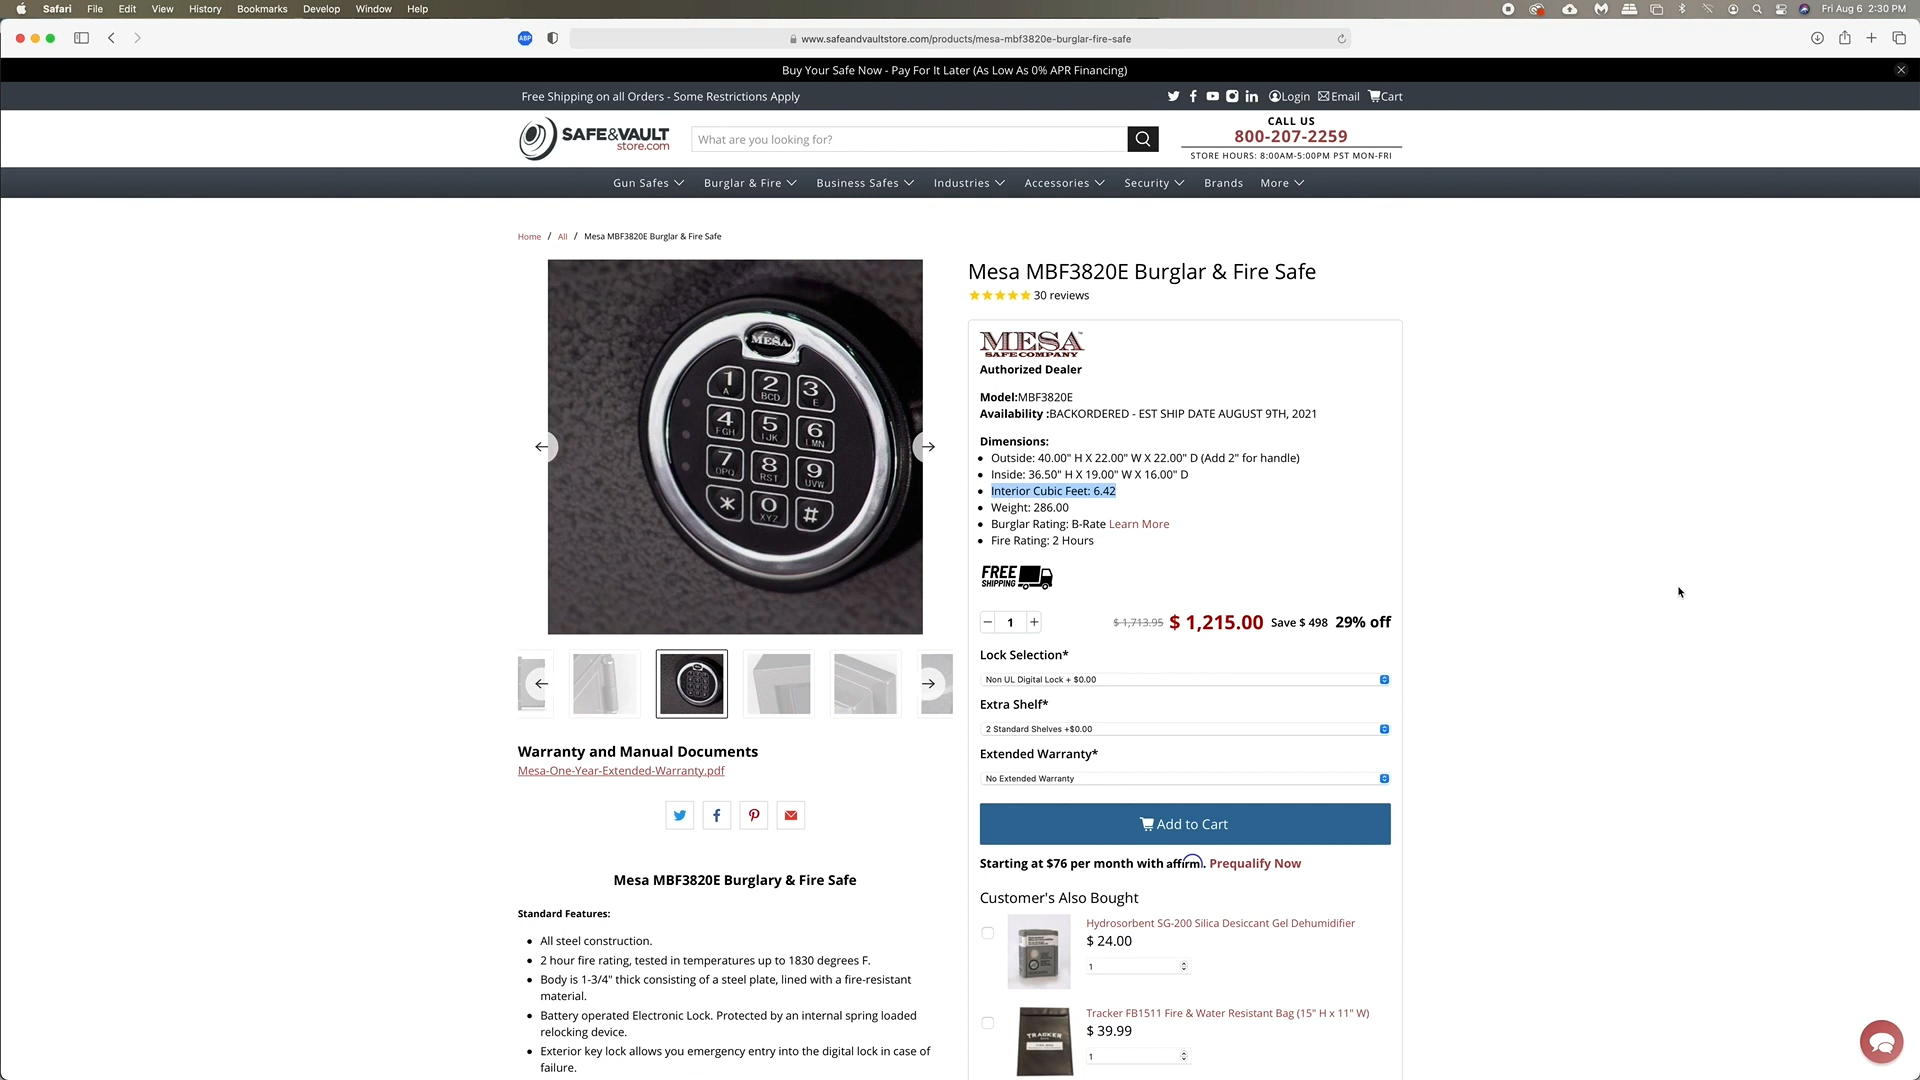 Safari File Edit View History Bookmarks Develop Window Help
Fri Aug 6 2:30 PM
ABP
www.safeandvaultstore.com/products/mesa-mbf3820e-burglar-fire-safe
Buy Your Safe Now - Pay For It Later (As Low As 0% APR Financing)
Free Shipping on all Orders - Some Restrictions Apply
Login Email Cart
SAFE&VAULT
store.com
What are you looking for?
CALL US
800-207-2259
STORE HOURS: 8:00AM-5:00PM PST MON-FRI
Gun Safes Burglar & Fire Business Safes Industries Accessories Security Brands More
Home / All / Mesa MBF3820E Burglar & Fire Safe
MESA
1 2 3
A BCD E
4 5 6
FGH IJK LMN
7 8 9
OPQ RST UVW
* 0 #
XYZ
Warranty and Manual Documents
Mesa-One-Year-Extended-Warranty.pdf
Mesa MBF3820E Burglary & Fire Safe
Standard Features:
All steel construction.
2 hour fire rating, tested in temperatures up to 1830 degrees F.
Body is 1-3/4" thick consisting of a steel plate, lined with a fire-resistant
material.
Battery operated Electronic Lock. Protected by an internal spring loaded
relocking device.
Exterior key lock allows you emergency entry into the digital lock in case of
failure.
Mesa MBF3820E Burglar & Fire Safe
30 reviews
MESA™
SAFE COMPANY
Authorized Dealer
Model:MBF3820E
Availability :BACKORDERED - EST SHIP DATE AUGUST 9TH, 2021
Dimensions:
Outside: 40.00" H X 22.00" W X 22.00" D (Add 2" for handle)
Inside: 36.50" H X 19.00" W X 16.00" D
Interior Cubic Feet: 6.42
Weight: 286.00
Burglar Rating: B-Rate Learn More
Fire Rating: 2 Hours
FREE
SHIPPING
− 1 + $ 1,713.95 $ 1,215.00 Save $ 498 29% off
Lock Selection*
Non UL Digital Lock + $0.00
Extra Shelf*
2 Standard Shelves +$0.00
Extended Warranty*
No Extended Warranty
Add to Cart
Starting at $76 per month with affirm. Prequalify Now
Customer's Also Bought
Hydrosorbent SG-200 Silica Desiccant Gel Dehumidifier
$ 24.00
1
Tracker FB1511 Fire & Water Resistant Bag (15" H x 11" W)
$ 39.99
1
TRACKER